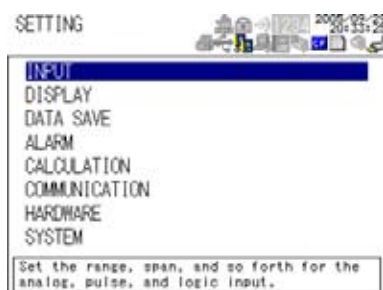 SETTING
INPUT
DISPLAY
DATA SAVE
ALARM
CALCULATION
COMMUNICATION
HARDWARE
SYSTEM
Set the range, span, and so forth for the
analog, pulse, and logic input.